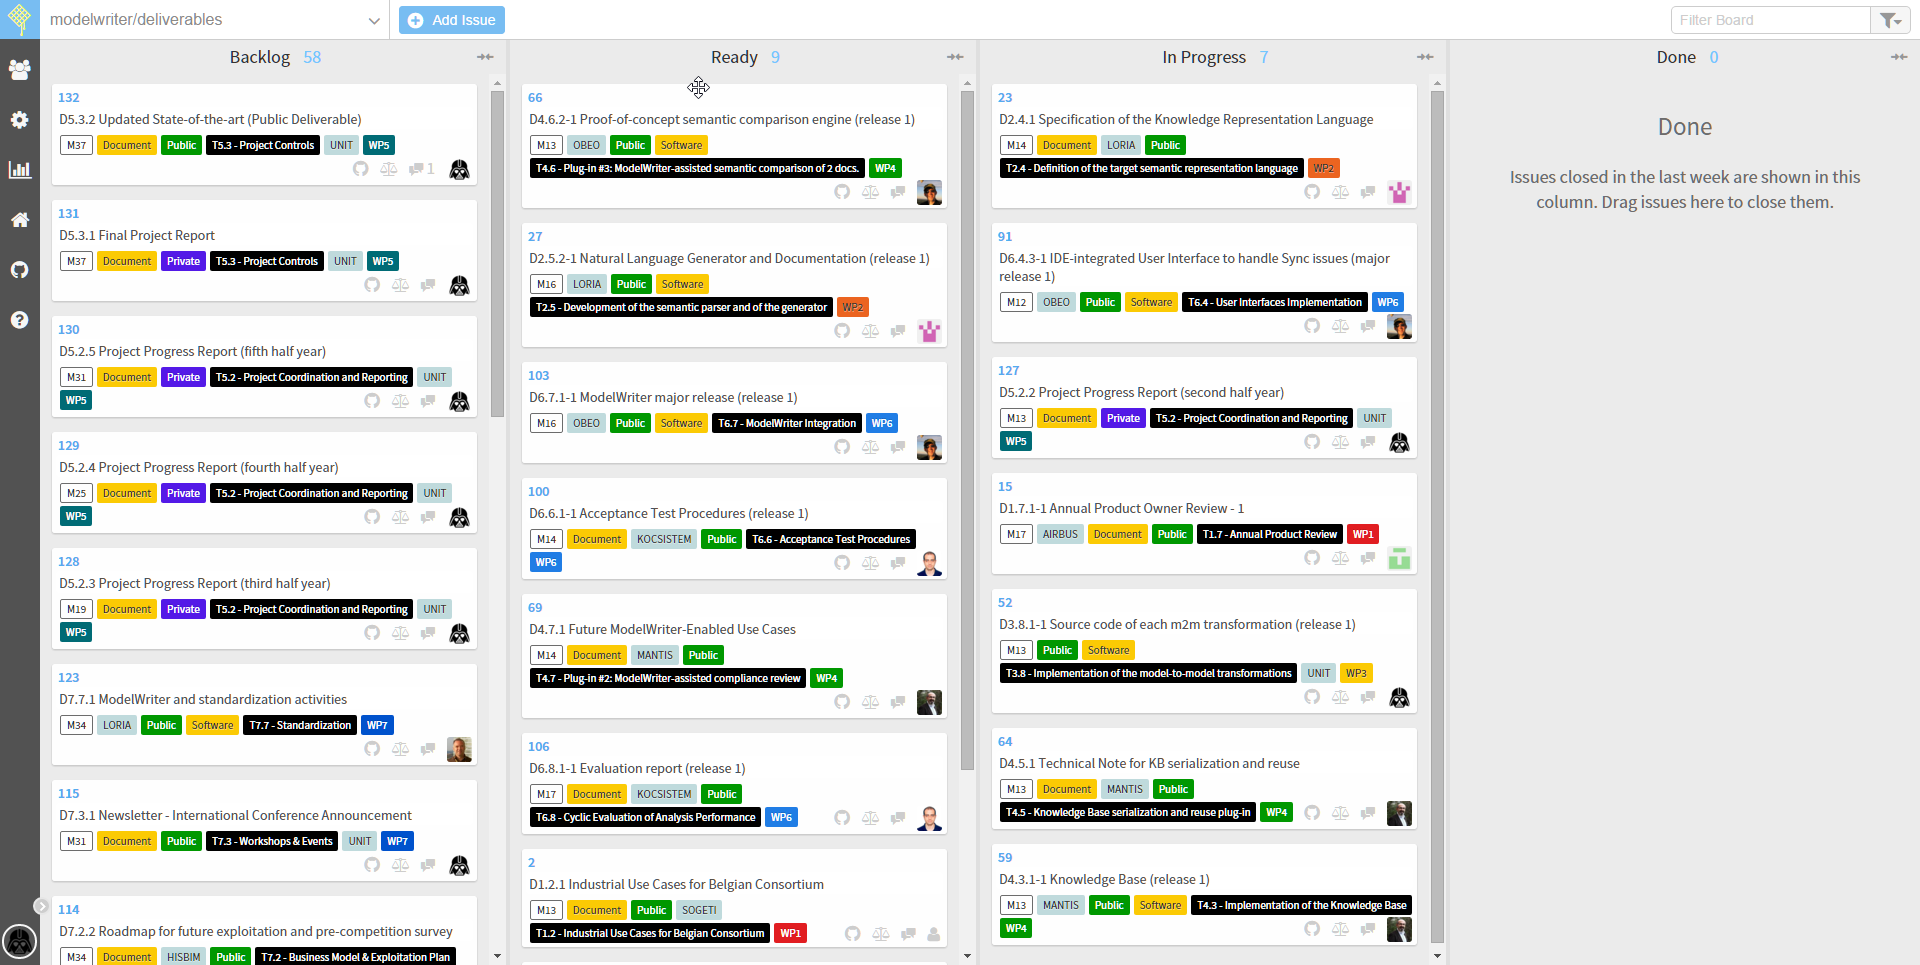 modelwriter/deliverables
Add Issue
Filter Board
Backlog 58
132
D5.3.2 Updated State-of-the-art (Public Deliverable)
M37 Document Public T5.3 - Project Controls UNIT WP5
1
131
D5.3.1 Final Project Report
M37 Document Private T5.3 - Project Controls UNIT WP5
130
D5.2.5 Project Progress Report (fifth half year)
M31 Document Private T5.2 - Project Coordination and Reporting UNIT
WP5
129
D5.2.4 Project Progress Report (fourth half year)
M25 Document Private T5.2 - Project Coordination and Reporting UNIT
WP5
128
D5.2.3 Project Progress Report (third half year)
M19 Document Private T5.2 - Project Coordination and Reporting UNIT
WP5
123
D7.7.1 ModelWriter and standardization activities
M34 LORIA Public Software T7.7 - Standardization WP7
115
D7.3.1 Newsletter - International Conference Announcement
M31 Document Public T7.3 - Workshops & Events UNIT WP7
114
D7.2.2 Roadmap for future exploitation and pre-competition survey
M34 Document HISBIM Public T7.2 - Business Model & Exploitation Plan
Ready 9
66
D4.6.2-1 Proof-of-concept semantic comparison engine (release 1)
M13 OBEO Public Software
T4.6 - Plug-in #3: ModelWriter-assisted semantic comparison of 2 docs. WP4
27
D2.5.2-1 Natural Language Generator and Documentation (release 1)
M16 LORIA Public Software
T2.5 - Development of the semantic parser and of the generator WP2
103
D6.7.1-1 ModelWriter major release (release 1)
M16 OBEO Public Software T6.7 - ModelWriter Integration WP6
100
D6.6.1-1 Acceptance Test Procedures (release 1)
M14 Document KOCSISTEM Public T6.6 - Acceptance Test Procedures
WP6
69
D4.7.1 Future ModelWriter-Enabled Use Cases
M14 Document MANTIS Public
T4.7 - Plug-in #2: ModelWriter-assisted compliance review WP4
106
D6.8.1-1 Evaluation report (release 1)
M17 Document KOCSISTEM Public
T6.8 - Cyclic Evaluation of Analysis Performance WP6
2
D1.2.1 Industrial Use Cases for Belgian Consortium
M13 Document Public SOGETI
T1.2 - Industrial Use Cases for Belgian Consortium WP1
In Progress 7
23
D2.4.1 Specification of the Knowledge Representation Language
M14 Document LORIA Public
T2.4 - Definition of the target semantic representation language WP2
91
D6.4.3-1 IDE-integrated User Interface to handle Sync issues (major
release 1)
M12 OBEO Public Software T6.4 - User Interfaces Implementation WP6
127
D5.2.2 Project Progress Report (second half year)
M13 Document Private T5.2 - Project Coordination and Reporting UNIT
WP5
15
D1.7.1-1 Annual Product Owner Review - 1
M17 AIRBUS Document Public T1.7 - Annual Product Review WP1
52
D3.8.1-1 Source code of each m2m transformation (release 1)
M13 Public Software
T3.8 - Implementation of the model-to-model transformations UNIT WP3
64
D4.5.1 Technical Note for KB serialization and reuse
M13 Document MANTIS Public
T4.5 - Knowledge Base serialization and reuse plug-in WP4
59
D4.3.1-1 Knowledge Base (release 1)
M13 MANTIS Public Software T4.3 - Implementation of the Knowledge Base
WP4
Done 0
Done
Issues closed in the last week are shown in this
column. Drag issues here to close them.